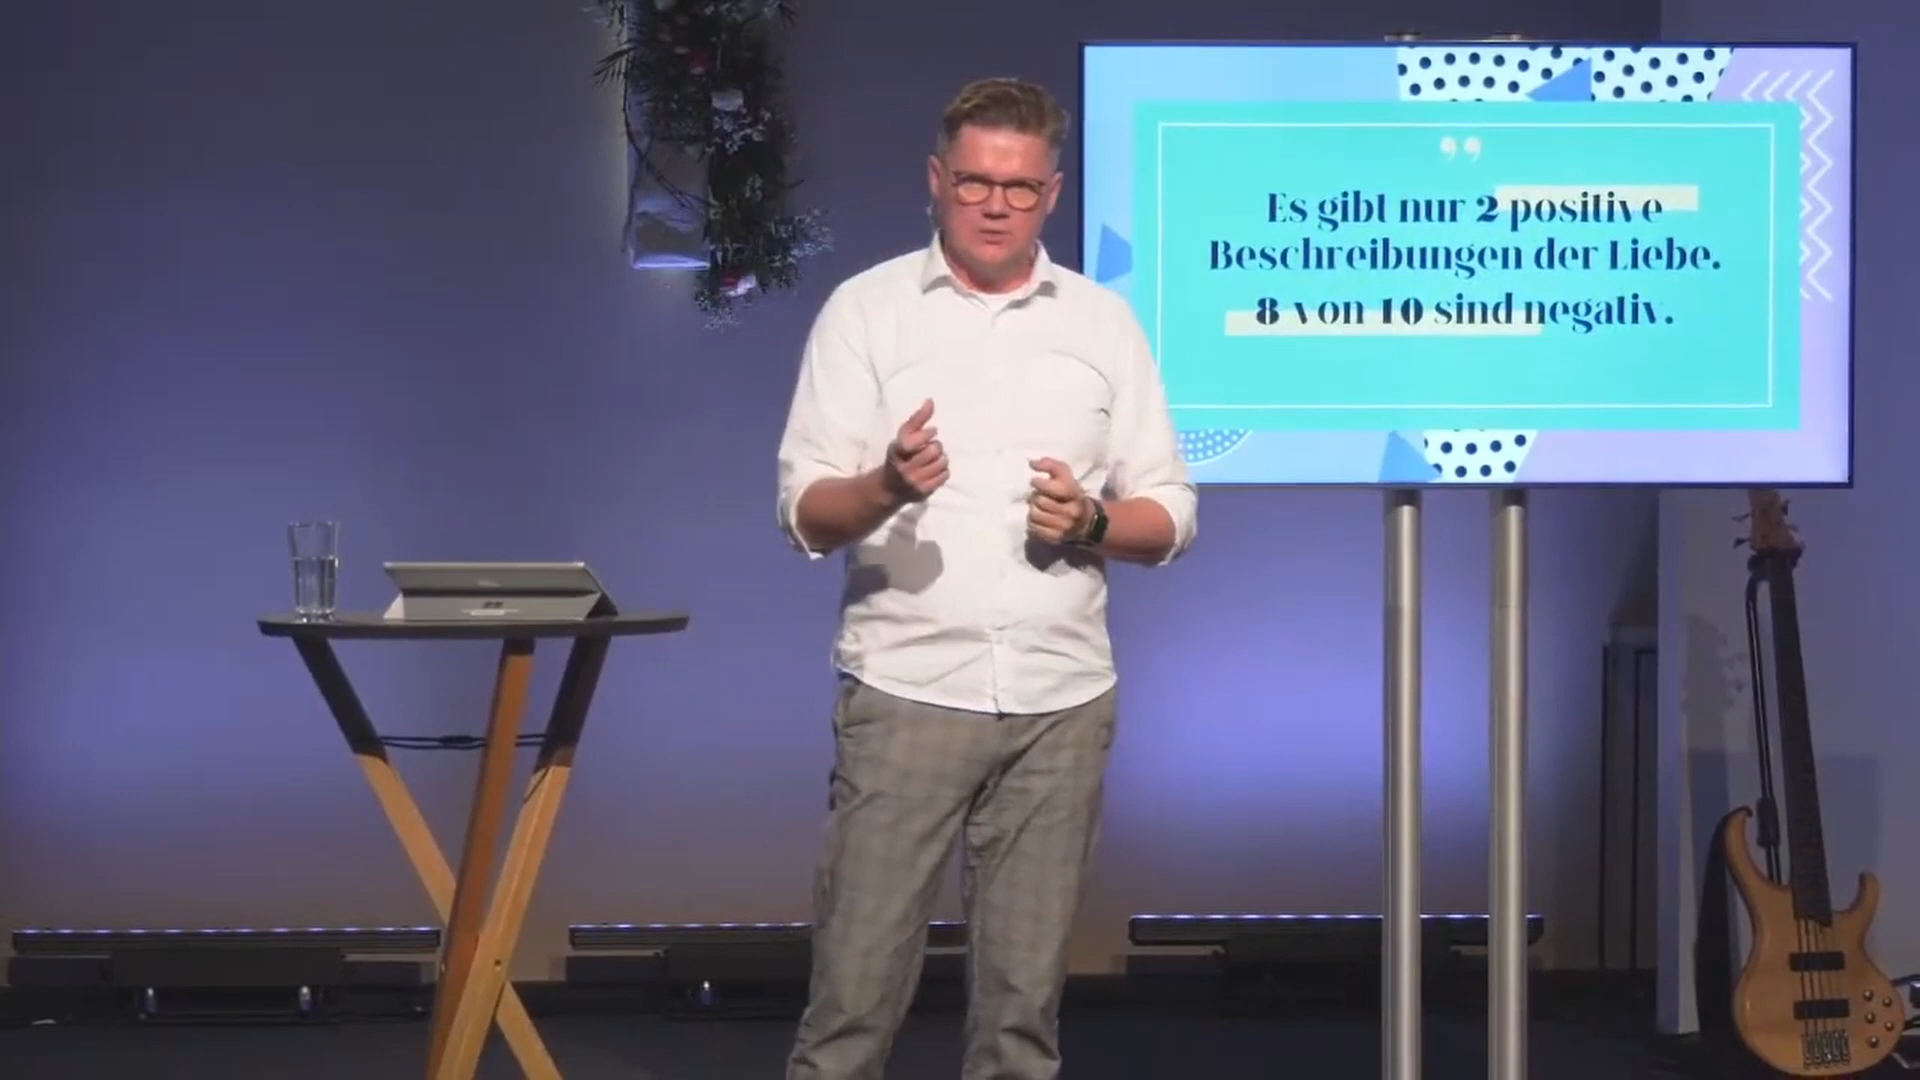 ”
Es gibt nur 2 positive
Beschreibungen der Liebe.
8 von 10 sind negativ.